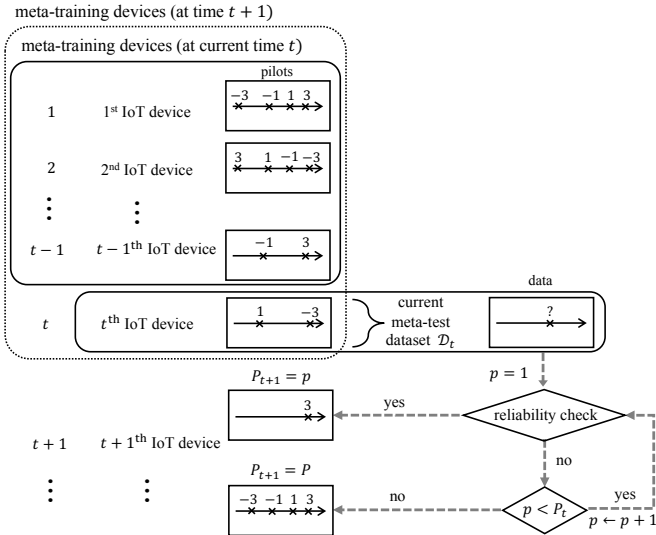 meta-training devices (at time t + 1)
meta-training devices (at current time t)
pilots
1 1st IoT device −3 −1 1 3
2 2nd IoT device 3 1 −1 −3
⋮ ⋮
t − 1 t − 1th IoT device −1 3
data
t tth IoT device 1 −3 current ?
meta-test
dataset 𝒟t
Pt+1 = p p = 1
3 yes reliability check
t + 1 t + 1th IoT device
no
⋮ ⋮ Pt+1 = P
−3 −1 1 3 no p < Pt yes
p ← p + 1